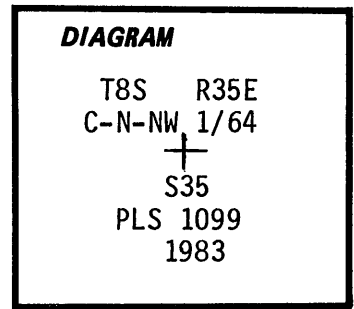 DIAGRAM
T8S R35E
C-N-NW 1/64
S35
PLS 1099
1983